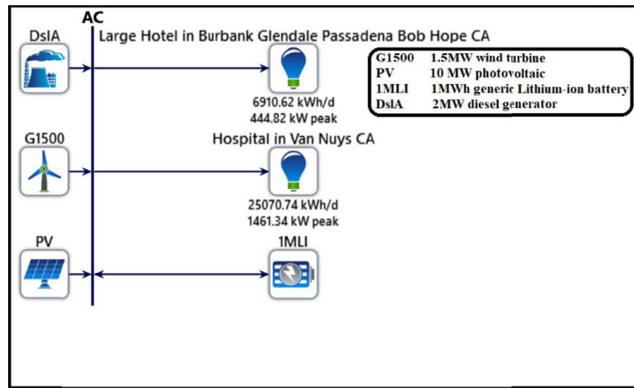 AC
DslA
Large Hotel in Burbank Glendale Passadena Bob Hope CA
6910.62 kWh/d
444.82 kW peak
G1500 1.5MW wind turbine
PV 10 MW photovoltaic
1MLI 1MWh generic Lithium-ion battery
DslA 2MW diesel generator
G1500
Hospital in Van Nuys CA
25070.74 kWh/d
1461.34 kW peak
PV
1MLI